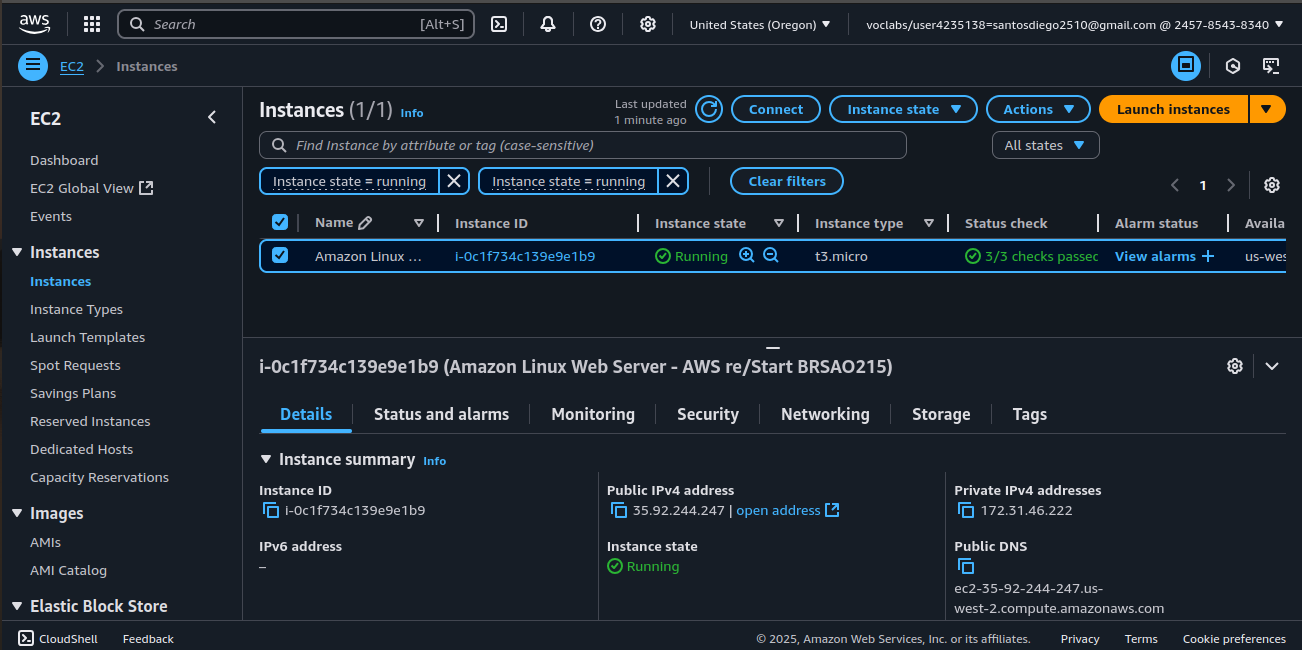 aws
Search [Alt+S]
United States (Oregon)
voclabs/user4235138=santosdiego2510@gmail.com @ 2457-8543-8340
EC2 Instances
EC2
Dashboard
EC2 Global View
Events
Instances
Instances
Instance Types
Launch Templates
Spot Requests
Savings Plans
Reserved Instances
Dedicated Hosts
Capacity Reservations
Images
AMIs
AMI Catalog
Elastic Block Store
Instances (1/1) Info
Last updated
1 minute ago
Connect
Instance state
Actions
Launch instances
Find Instance by attribute or tag (case-sensitive)
All states
Instance state = running
Instance state = running
Clear filters
1
Name Instance ID Instance state Instance type Status check Alarm status Availa
Amazon Linux ... i-0c1f734c139e9e1b9 Running t3.micro 3/3 checks passec View alarms + us-wes
i-0c1f734c139e9e1b9 (Amazon Linux Web Server - AWS re/Start BRSAO215)
Details Status and alarms Monitoring Security Networking Storage Tags
Instance summary Info
Instance ID
i-0c1f734c139e9e1b9
IPv6 address
–
Public IPv4 address
35.92.244.247 | open address
Instance state
Running
Private IPv4 addresses
172.31.46.222
Public DNS
ec2-35-92-244-247.us-
west-2.compute.amazonaws.com
CloudShell Feedback
© 2025, Amazon Web Services, Inc. or its affiliates. Privacy Terms Cookie preferences